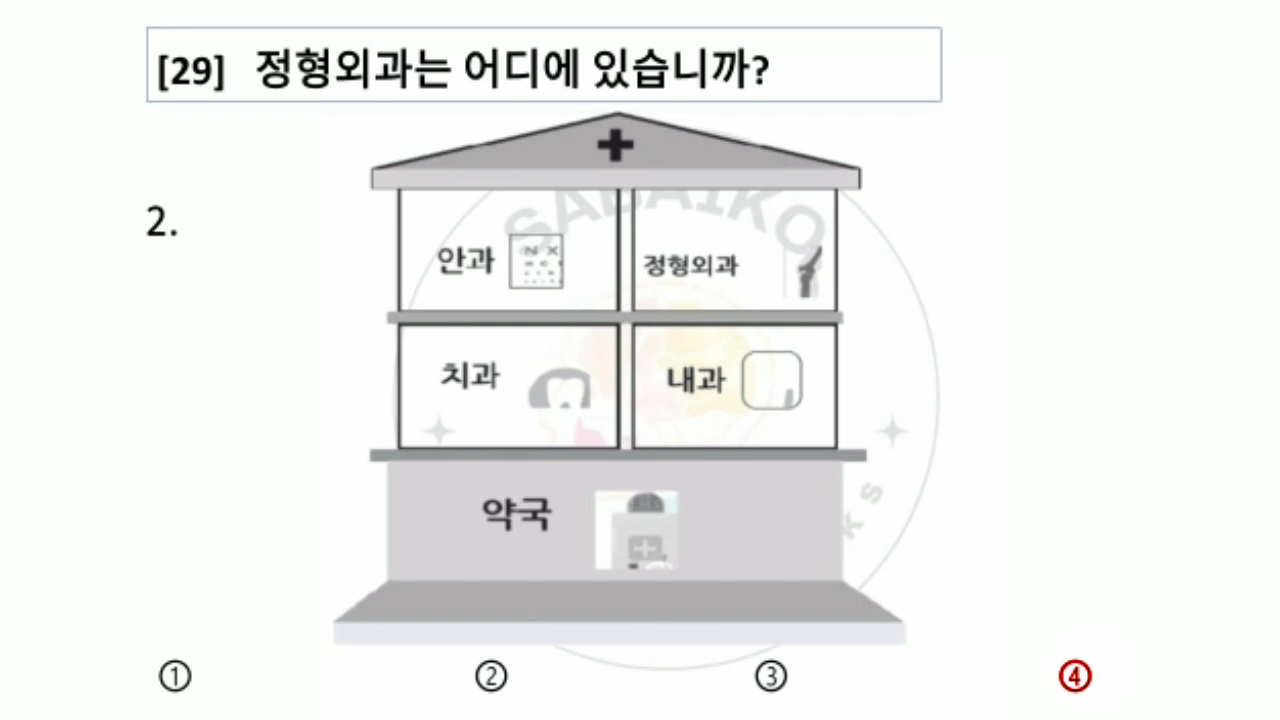 [29] 정형외과는 어디에 있습니까?
SABAIKO
2.
안과 N X
정형외과
치과
내과
약국
K S
① ② ③ ④